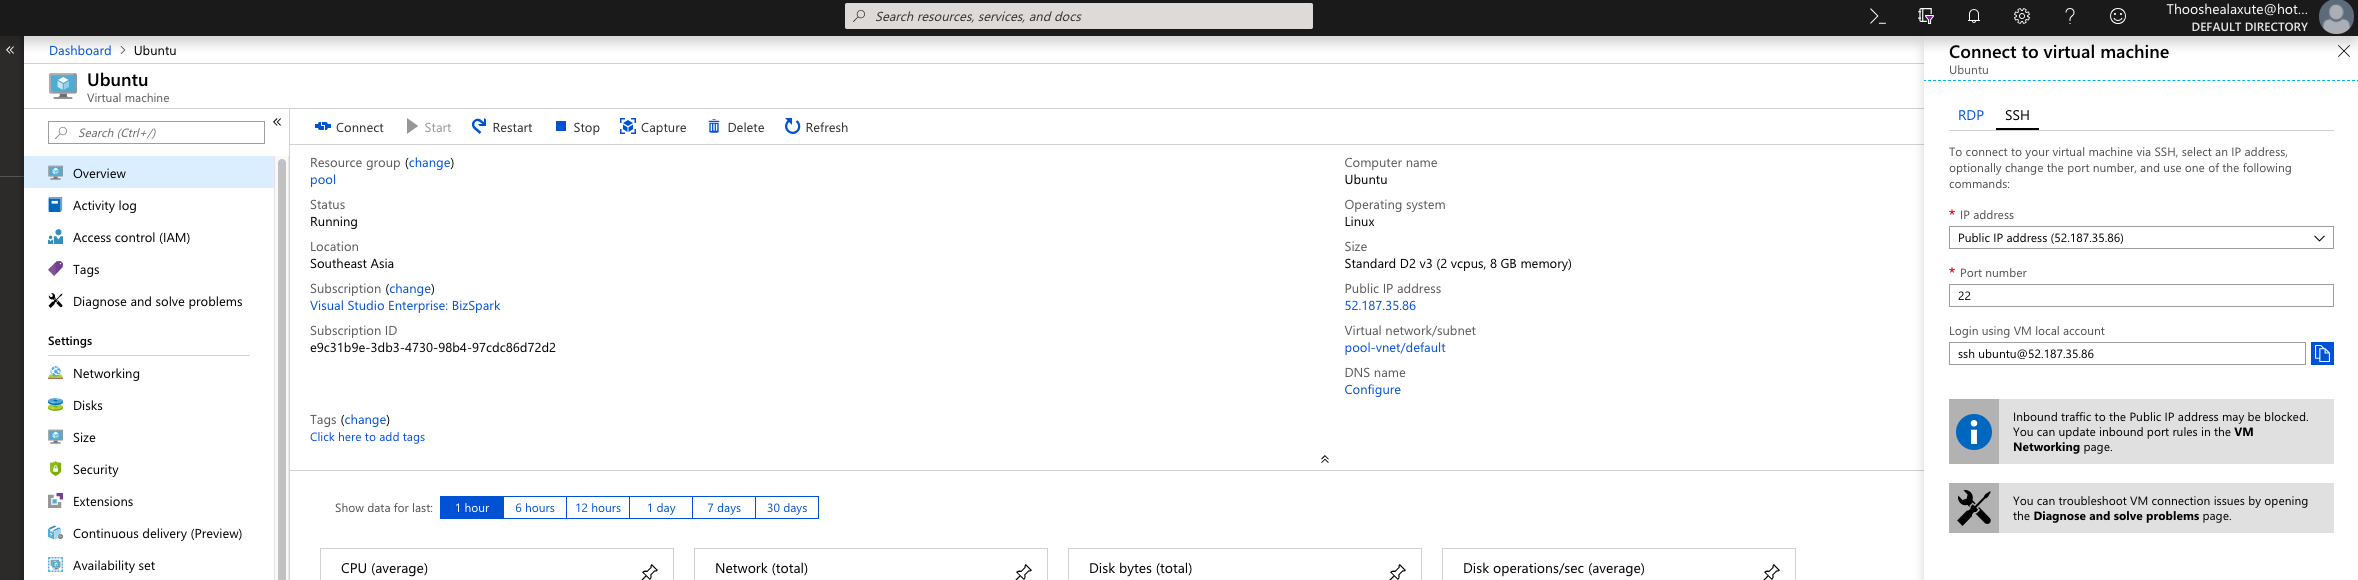 Search resources, services, and docs
Thooshealaxute@hot...
DEFAULT DIRECTORY
Dashboard > Ubuntu
Ubuntu
Virtual machine
Search (Ctrl+/)
Overview
Activity log
Access control (IAM)
Tags
Diagnose and solve problems
Settings
Networking
Disks
Size
Security
Extensions
Continuous delivery (Preview)
Availability set
Connect
Start
Restart
Stop
Capture
Delete
Refresh
Resource group (change)
pool
Status
Running
Location
Southeast Asia
Subscription (change)
Visual Studio Enterprise: BizSpark
Subscription ID
e9c31b9e-3db3-4730-98b4-97cdc86d72d2
Computer name
Ubuntu
Operating system
Linux
Size
Standard D2 v3 (2 vcpus, 8 GB memory)
Public IP address
52.187.35.86
Virtual network/subnet
pool-vnet/default
DNS name
Configure
Tags (change)
Click here to add tags
Show data for last:
1 hour
6 hours
12 hours
1 day
7 days
30 days
CPU (average)
Network (total)
Disk bytes (total)
Disk operations/sec (average)
Connect to virtual machine
Ubuntu
RDP
SSH
To connect to your virtual machine via SSH, select an IP address,
optionally change the port number, and use one of the following
commands:
* IP address
Public IP address (52.187.35.86)
* Port number
22
Login using VM local account
ssh ubuntu@52.187.35.86
Inbound traffic to the Public IP address may be blocked.
You can update inbound port rules in the VM
Networking page.
You can troubleshoot VM connection issues by opening
the Diagnose and solve problems page.